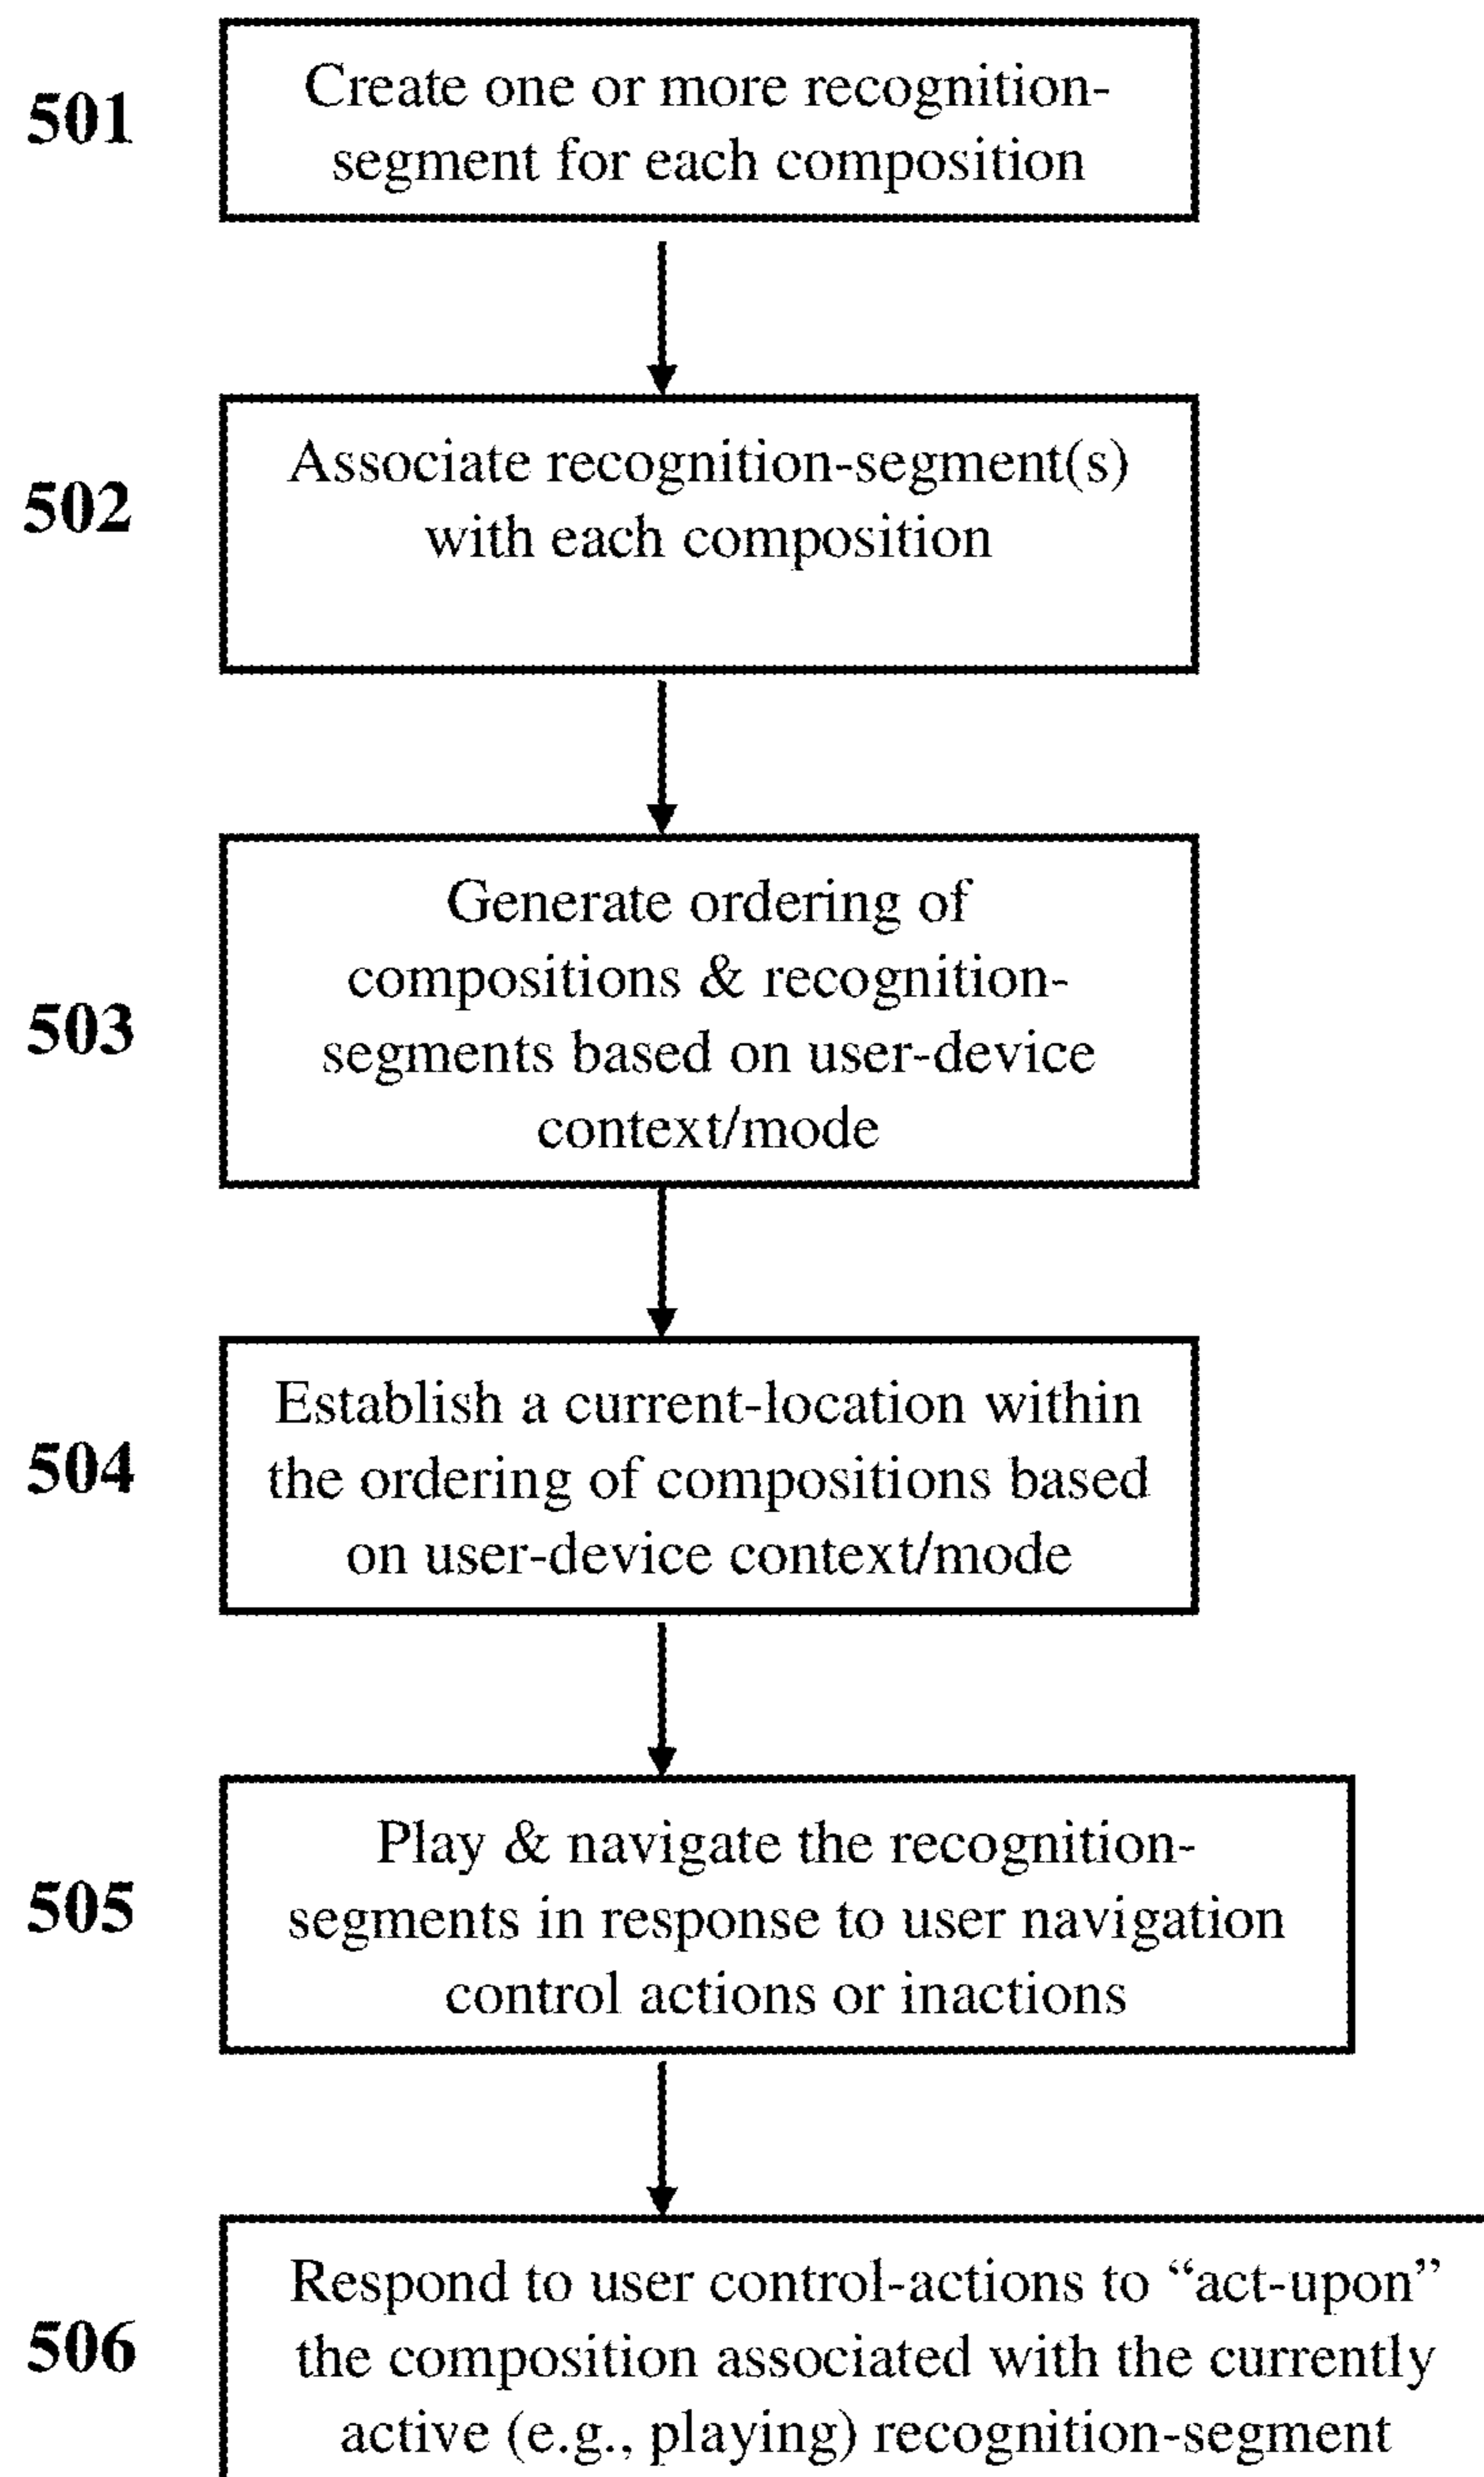 501
Create one or more recognition-
segment for each composition
502
Associate recognition-segment(s)
with each composition
503
Generate ordering of
compositions & recognition-
segments based on user-device
context/mode
504
Establish a current-location within
the ordering of compositions based
on user-device context/mode
505
Play & navigate the recognition-
segments in response to user navigation
control actions or inactions
506
Respond to user control-actions to “act-upon”
the composition associated with the currently
active (e.g., playing) recognition-segment